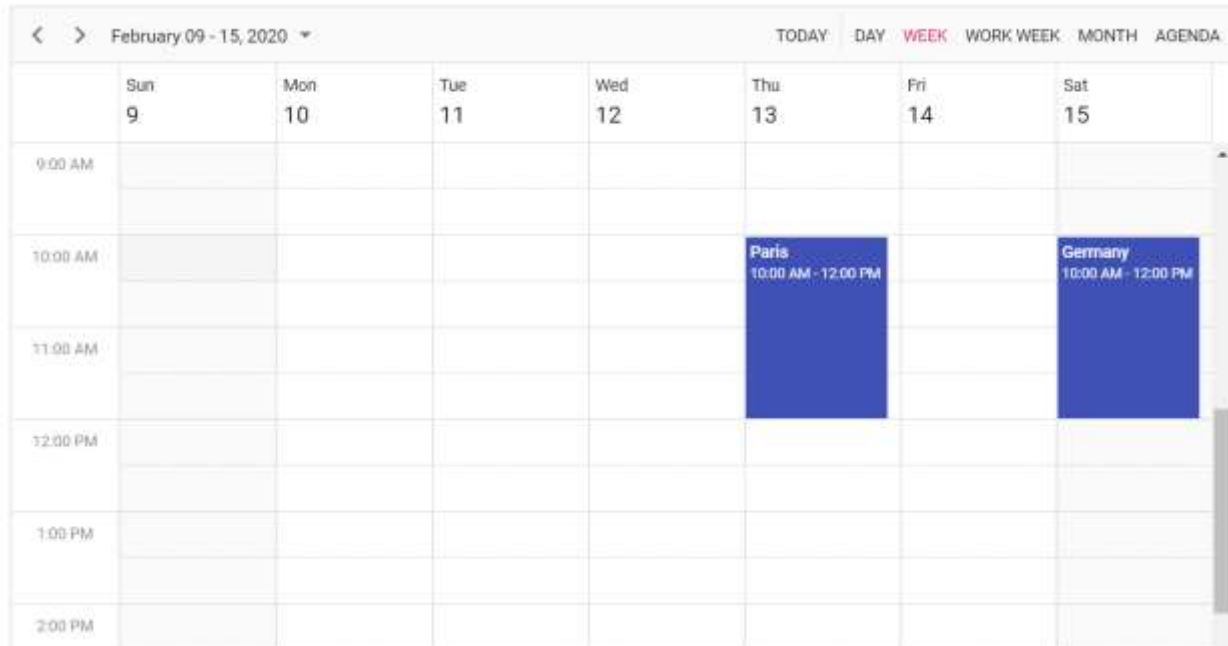 February 09 - 15, 2020 TODAY DAY WEEK WORK WEEK MONTH AGENDA
Sun Mon Tue Wed Thu Fri Sat
9 10 11 12 13 14 15
9:00 AM
10:00 AM
Paris Germany
10:00 AM - 12:00 PM 10:00 AM - 12:00 PM
11:00 AM
12:00 PM
1:00 PM
2:00 PM